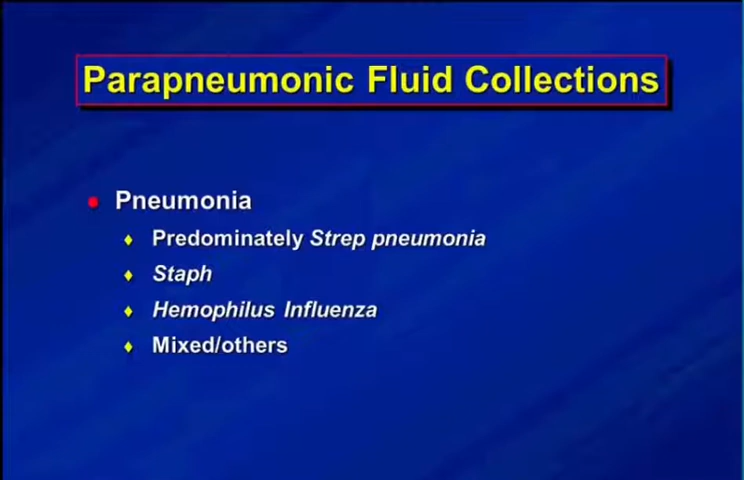 Parapneumonic Fluid Collections
Pneumonia
Predominately Strep pneumonia
Staph
Hemophilus Influenza
Mixed/others